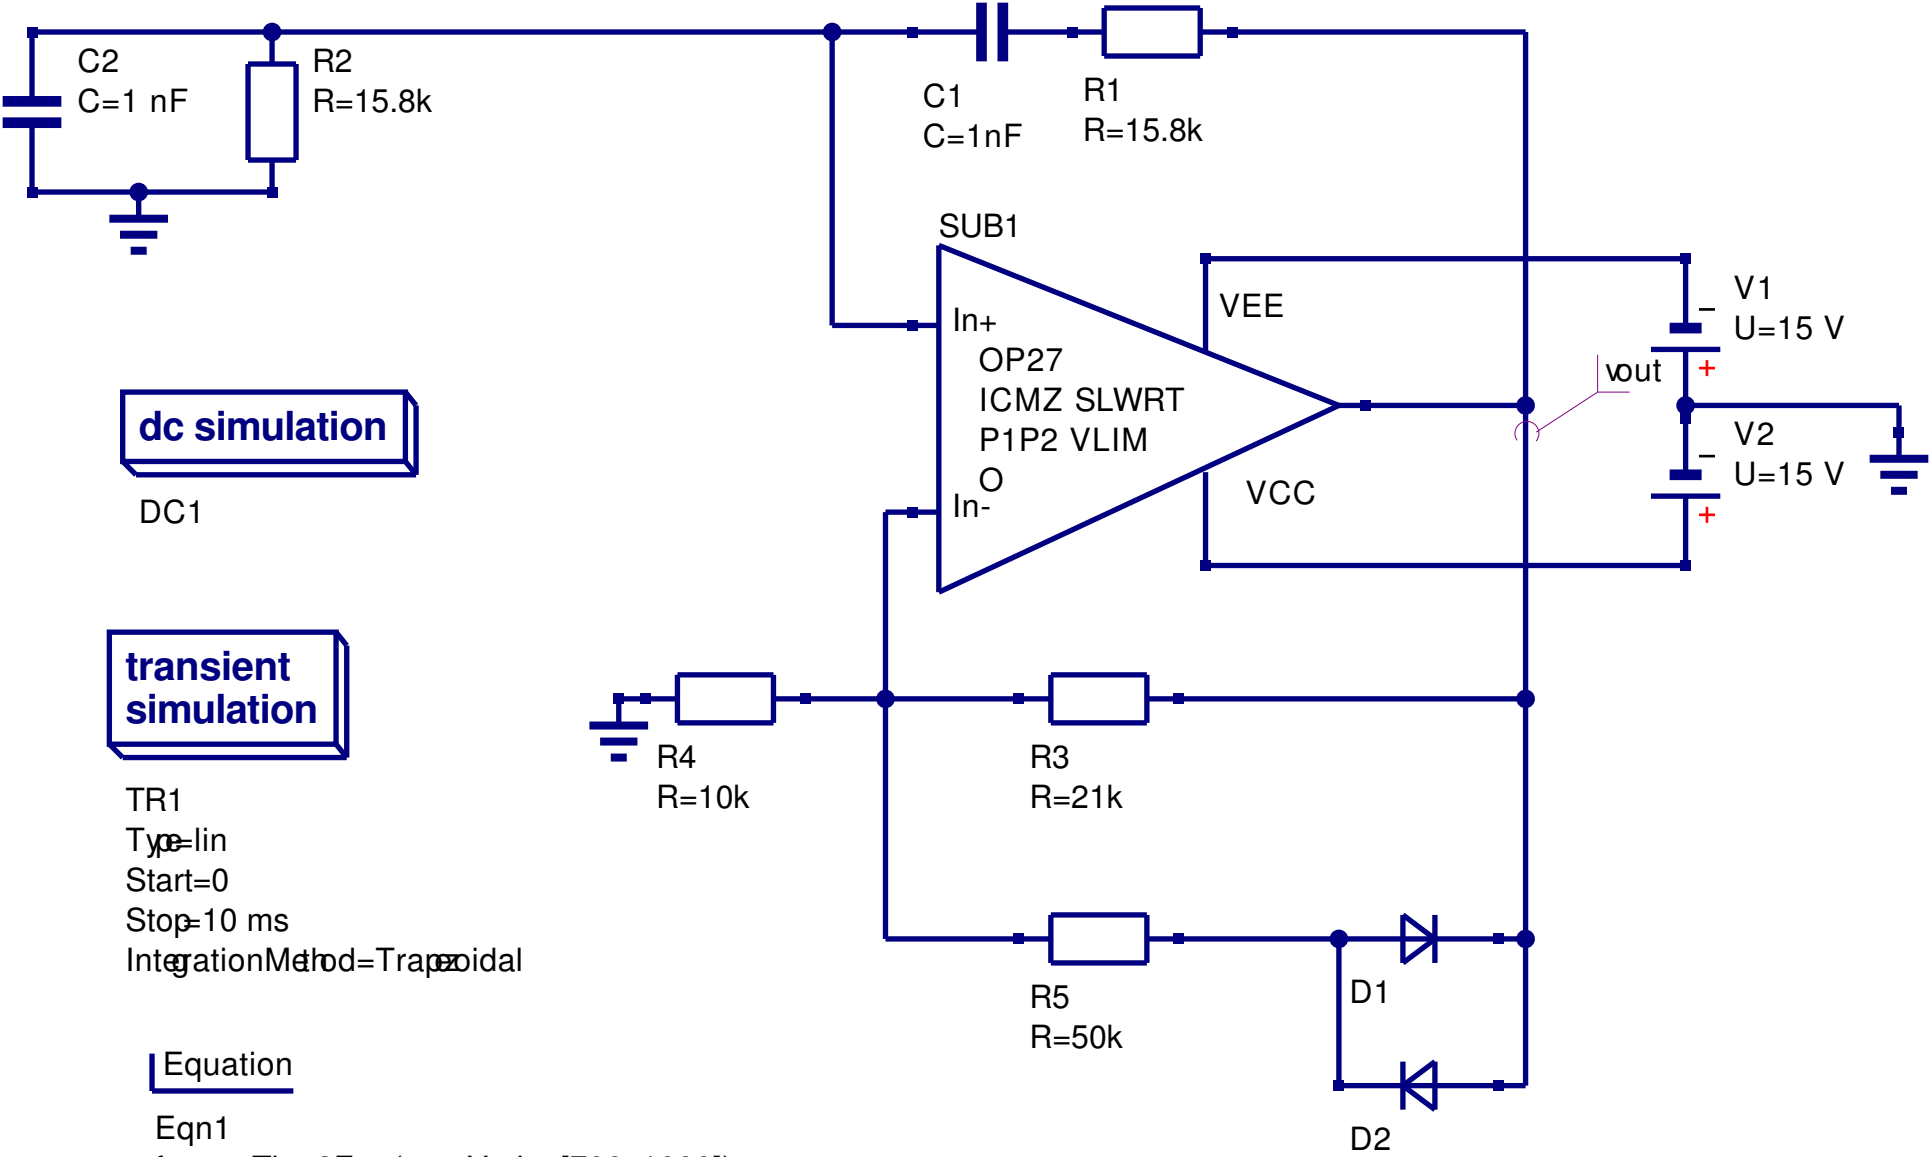 C2
C=1 nF
R2
R=15.8k
C1
C=1nF
R1
R=15.8k
SUB1
In+
OP27
ICMZ SLWRT
P1P2 VLIM
O
In-
VEE
VCC
V1
U=15 V
vout
V2
U=15 V
− + − +
dc simulation
DC1
transient
simulation
TR1
Type=lin
Start=0
Stop=10 ms
IntegrationMethod=Trapezoidal
R4
R=10k
R3
R=21k
R5
R=50k
D1
D2
Equation
Eqn1